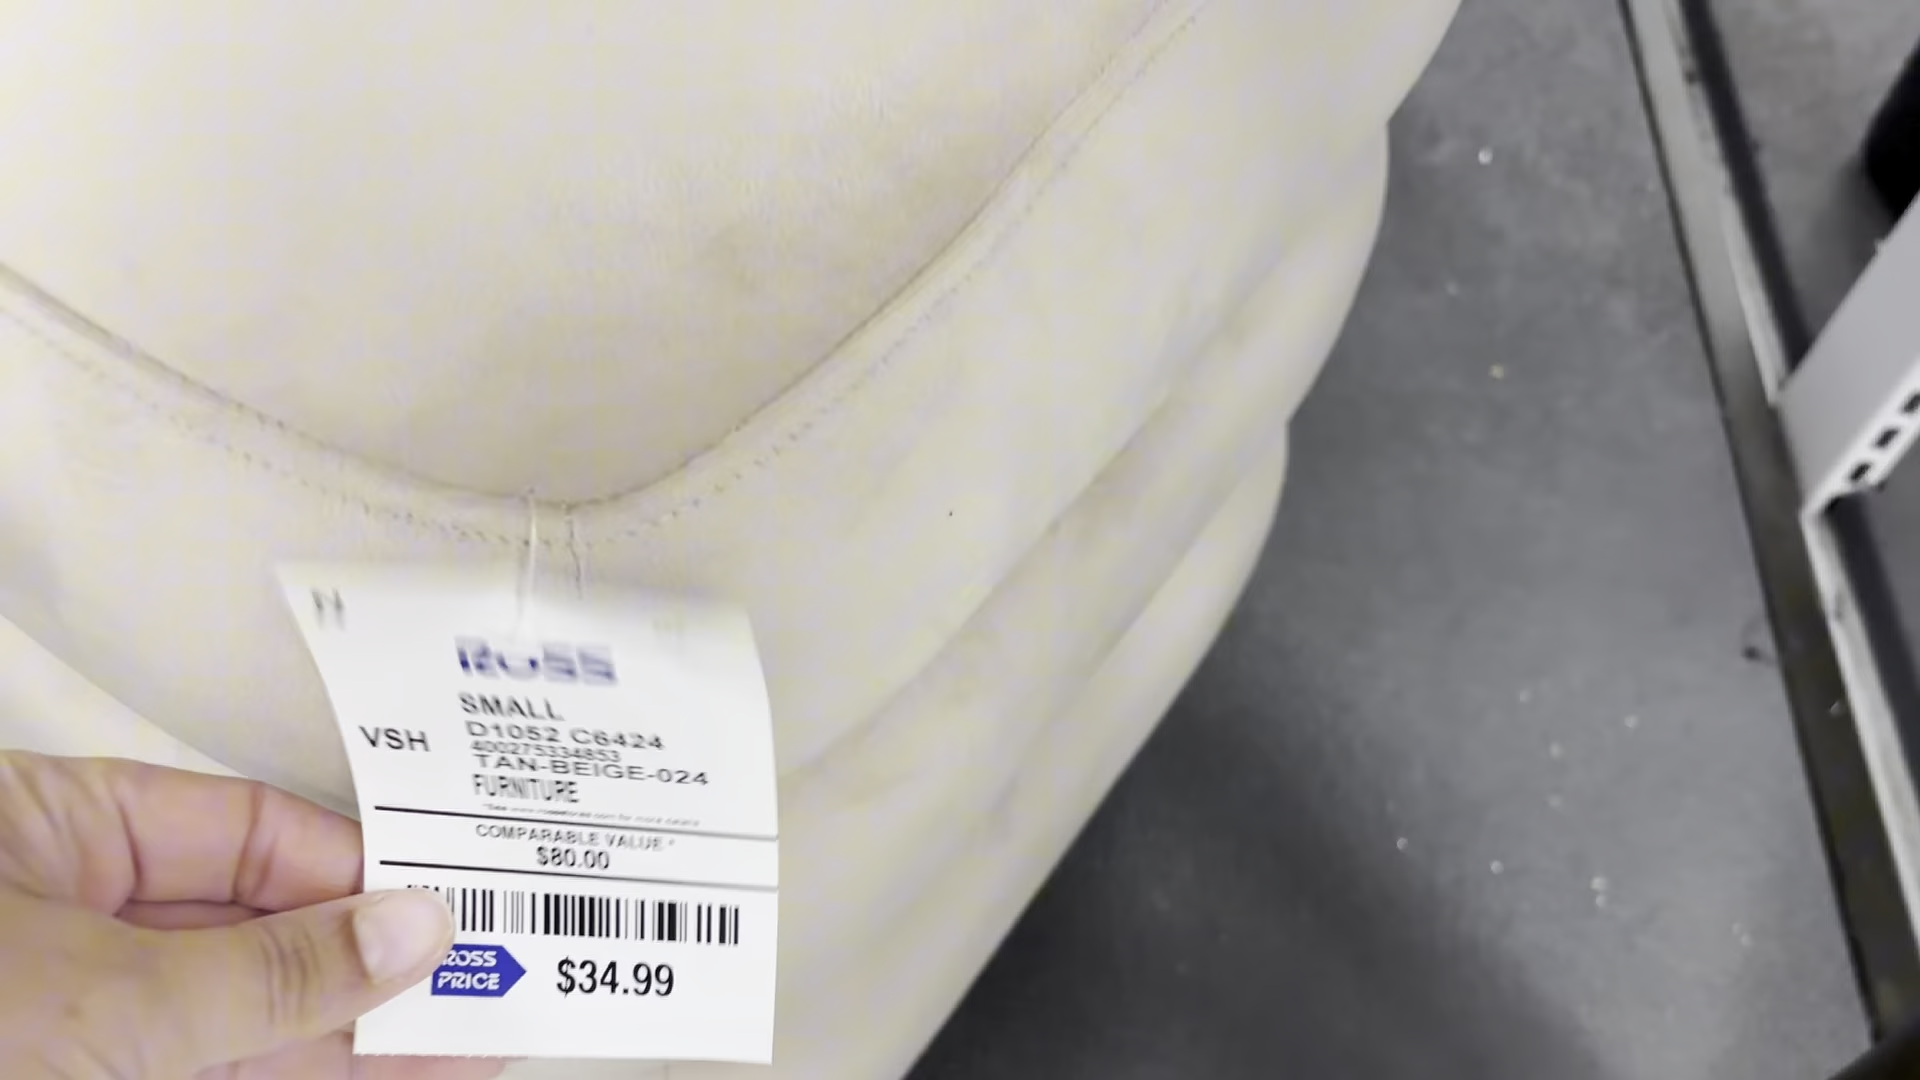 ROSS
SMALL
VSH
D1052 C6424
400275334853
TAN-BEIGE-024
FURNITURE
COMPARABLE VALUE *
$80.00
ROSS
PRICE
$34.99